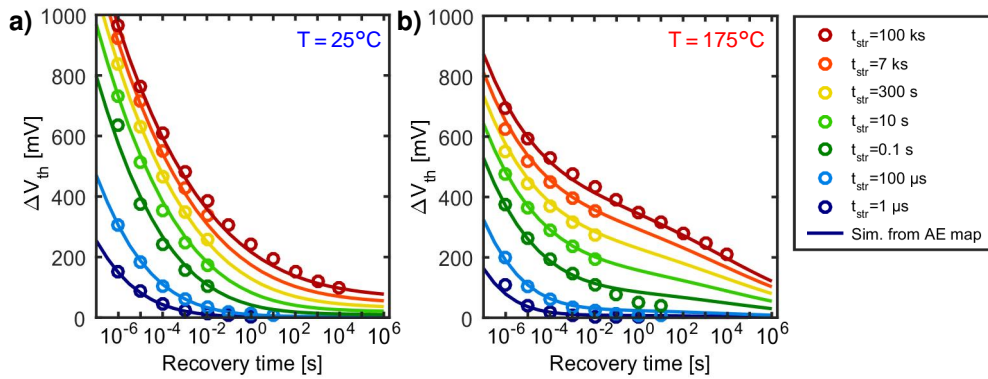 a)
T = 25°C
1000
800
600
400
200
0
ΔV_th [mV]
10^-6 10^-4 10^-2 10^0 10^2 10^4 10^6
Recovery time [s]
b)
T = 175°C
1000
800
600
400
200
0
ΔV_th [mV]
10^-6 10^-4 10^-2 10^0 10^2 10^4 10^6
Recovery time [s]
t_str=100 ks
t_str=7 ks
t_str=300 s
t_str=10 s
t_str=0.1 s
t_str=100 µs
t_str=1 µs
Sim. from AE map